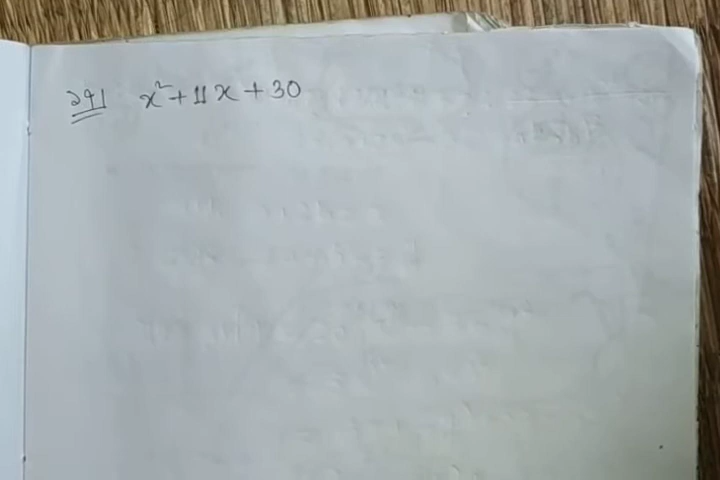 ২৭। x² + 11x + 30